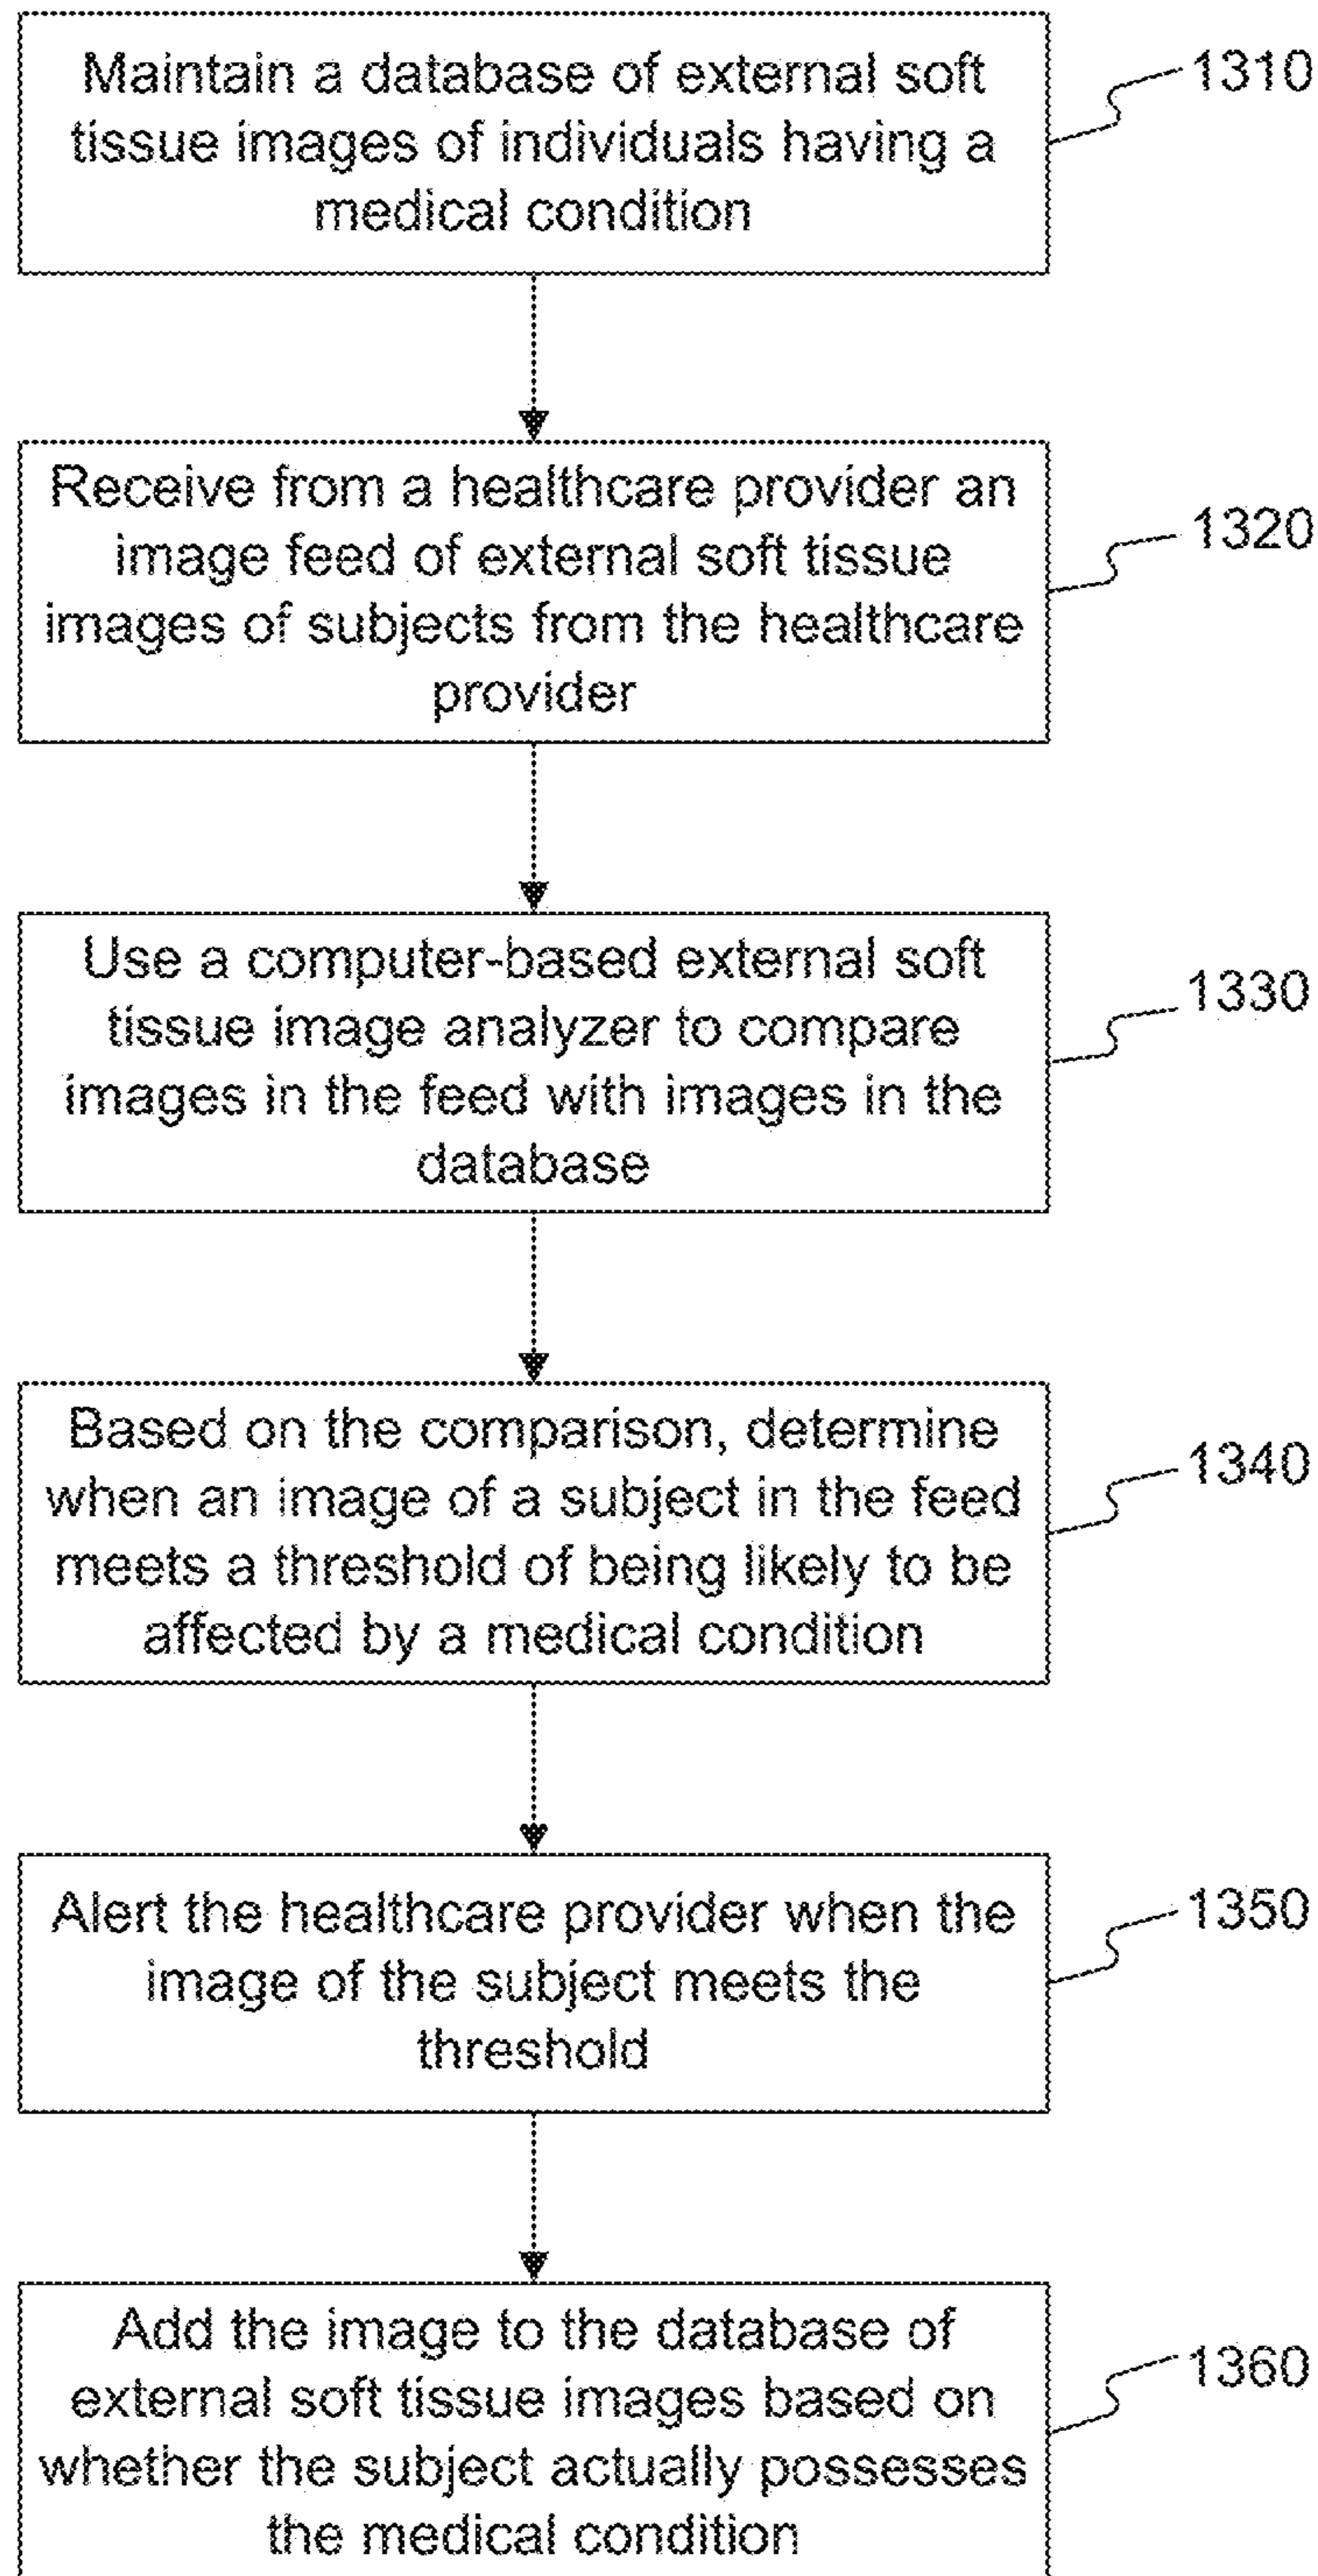 Maintain a database of external soft
tissue images of individuals having a
medical condition
1310
Receive from a healthcare provider an
image feed of external soft tissue
images of subjects from the healthcare
provider
1320
Use a computer-based external soft
tissue image analyzer to compare
images in the feed with images in the
database
1330
Based on the comparison, determine
when an image of a subject in the feed
meets a threshold of being likely to be
affected by a medical condition
1340
Alert the healthcare provider when the
image of the subject meets the
threshold
1350
Add the image to the database of
external soft tissue images based on
whether the subject actually possesses
the medical condition
1360